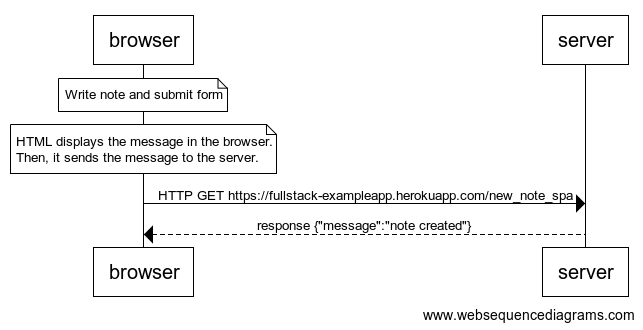 browser server
Write note and submit form
HTML displays the message in the browser.
Then, it sends the message to the server.
HTTP GET https://fullstack-exampleapp.herokuapp.com/new_note_spa
response {"message":"note created"}
browser server
www.websequencediagrams.com